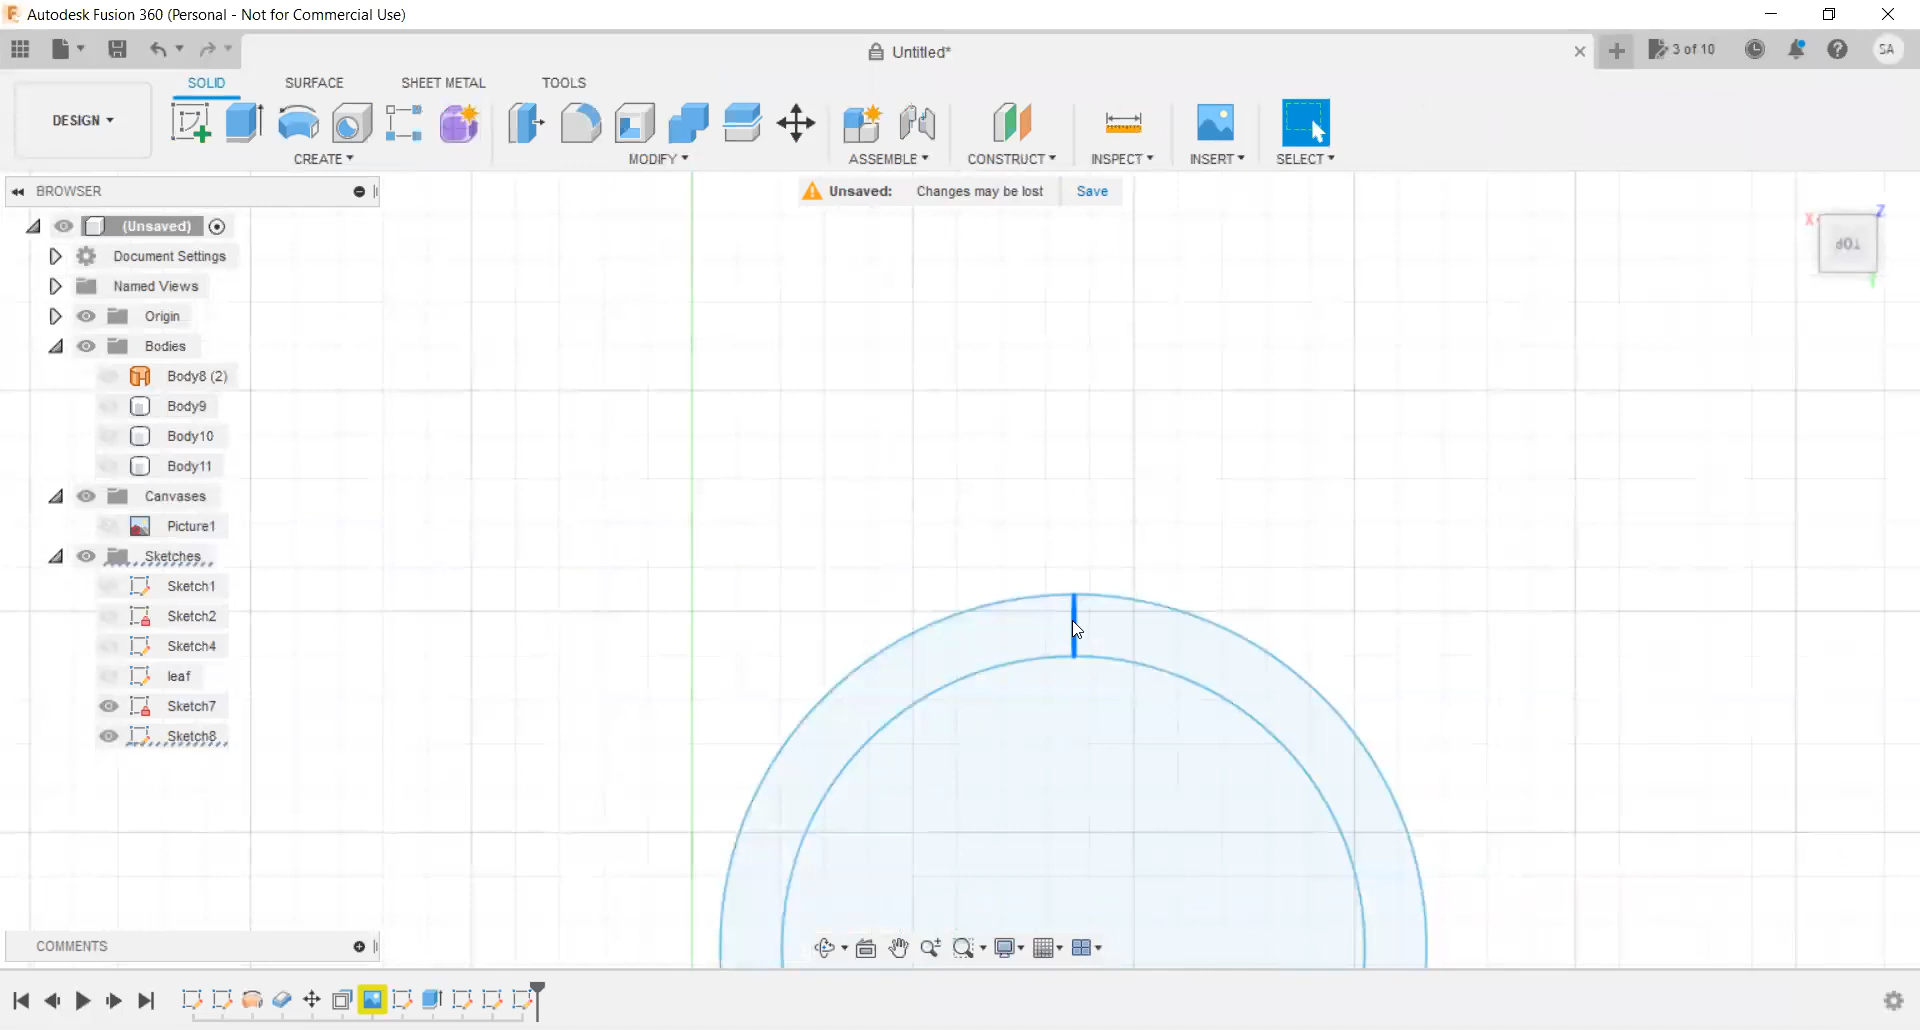 Autodesk Fusion 360 (Personal - Not for Commercial Use)
Untitled*
3 of 10
SA
SOLID SURFACE SHEET METAL TOOLS
DESIGN
CREATE MODIFY ASSEMBLE CONSTRUCT INSPECT INSERT SELECT
BROWSER
Unsaved: Changes may be lost Save
(Unsaved)
Document Settings
Named Views
Origin
Bodies
Body8 (2)
Body9
Body10
Body11
Canvases
Picture1
Sketches
Sketch1
Sketch2
Sketch4
leaf
Sketch7
Sketch8
X
Z
TOP
COMMENTS